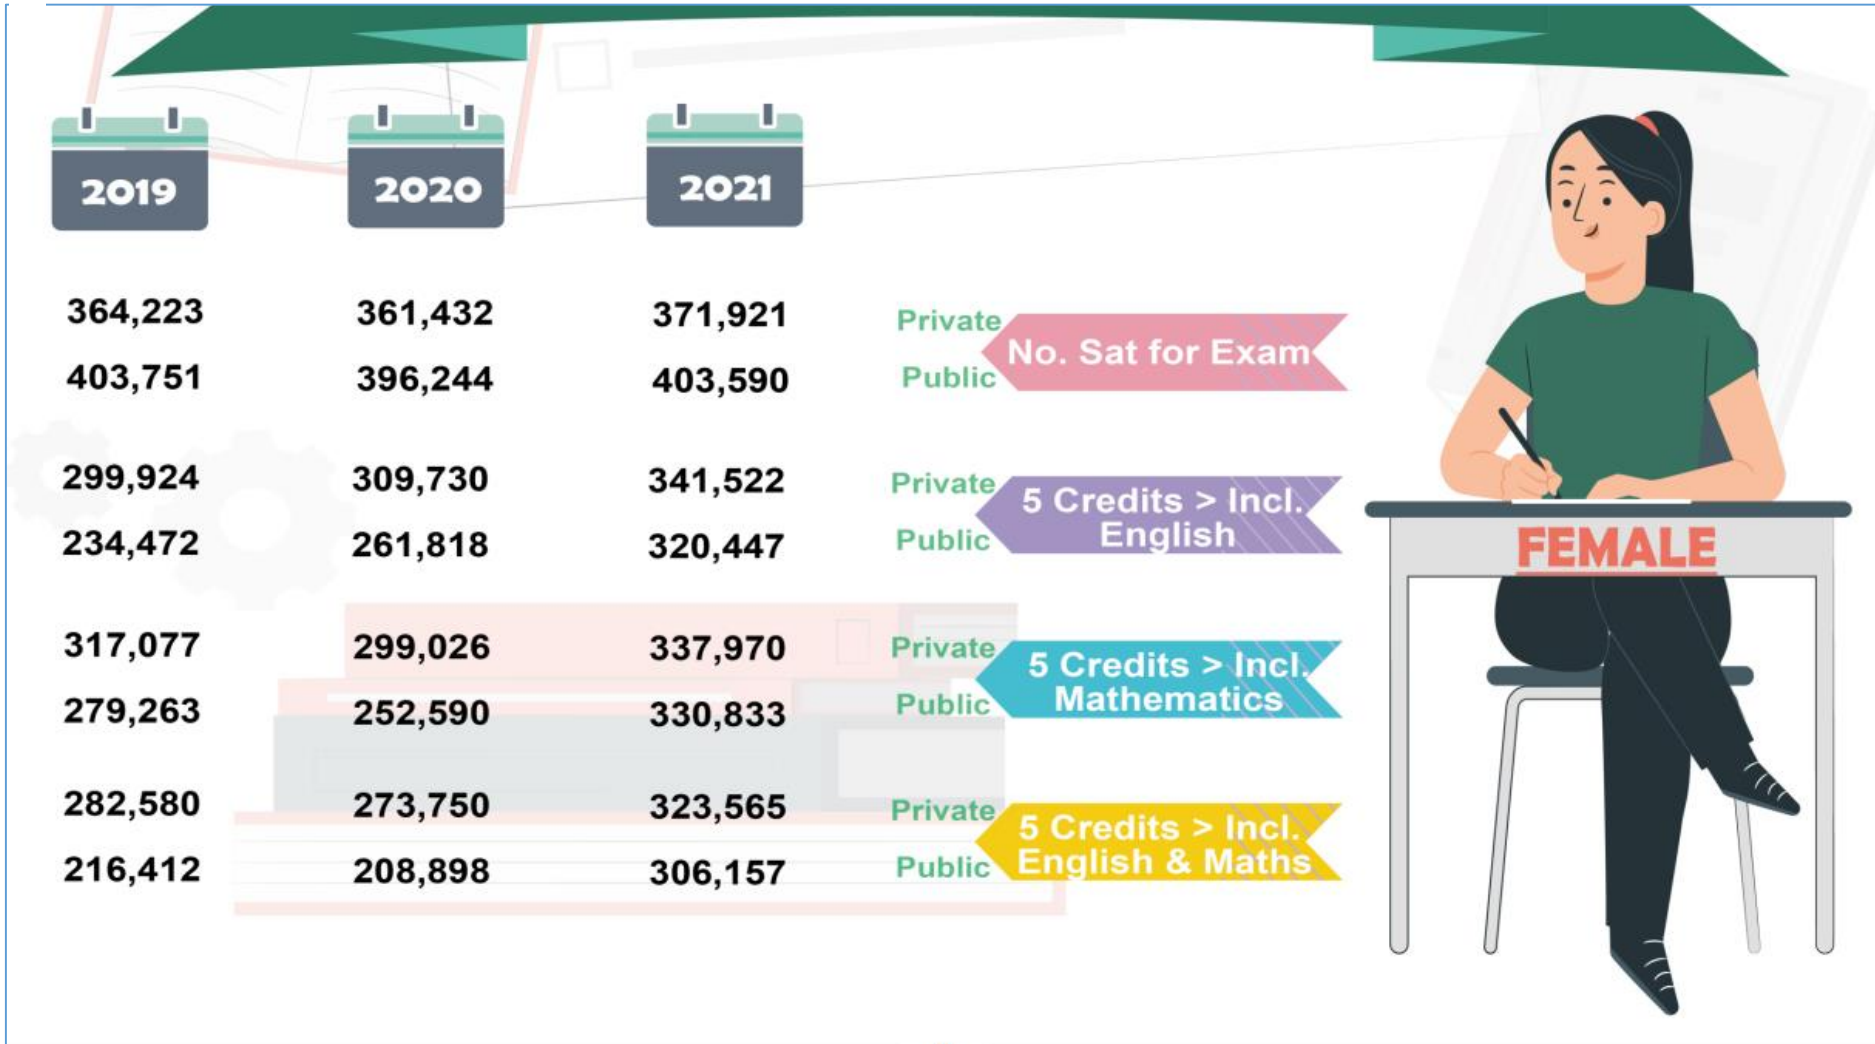 2019 2020 2021
364,223 361,432 371,921 Private
No. Sat for Exam
403,751 396,244 403,590 Public
299,924 309,730 341,522 Private
5 Credits > Incl.
English
234,472 261,818 320,447 Public
FEMALE
317,077 299,026 337,970 Private
5 Credits > Incl.
Mathematics
279,263 252,590 330,833 Public
282,580 273,750 323,565 Private
5 Credits > Incl.
English & Maths
216,412 208,898 306,157 Public